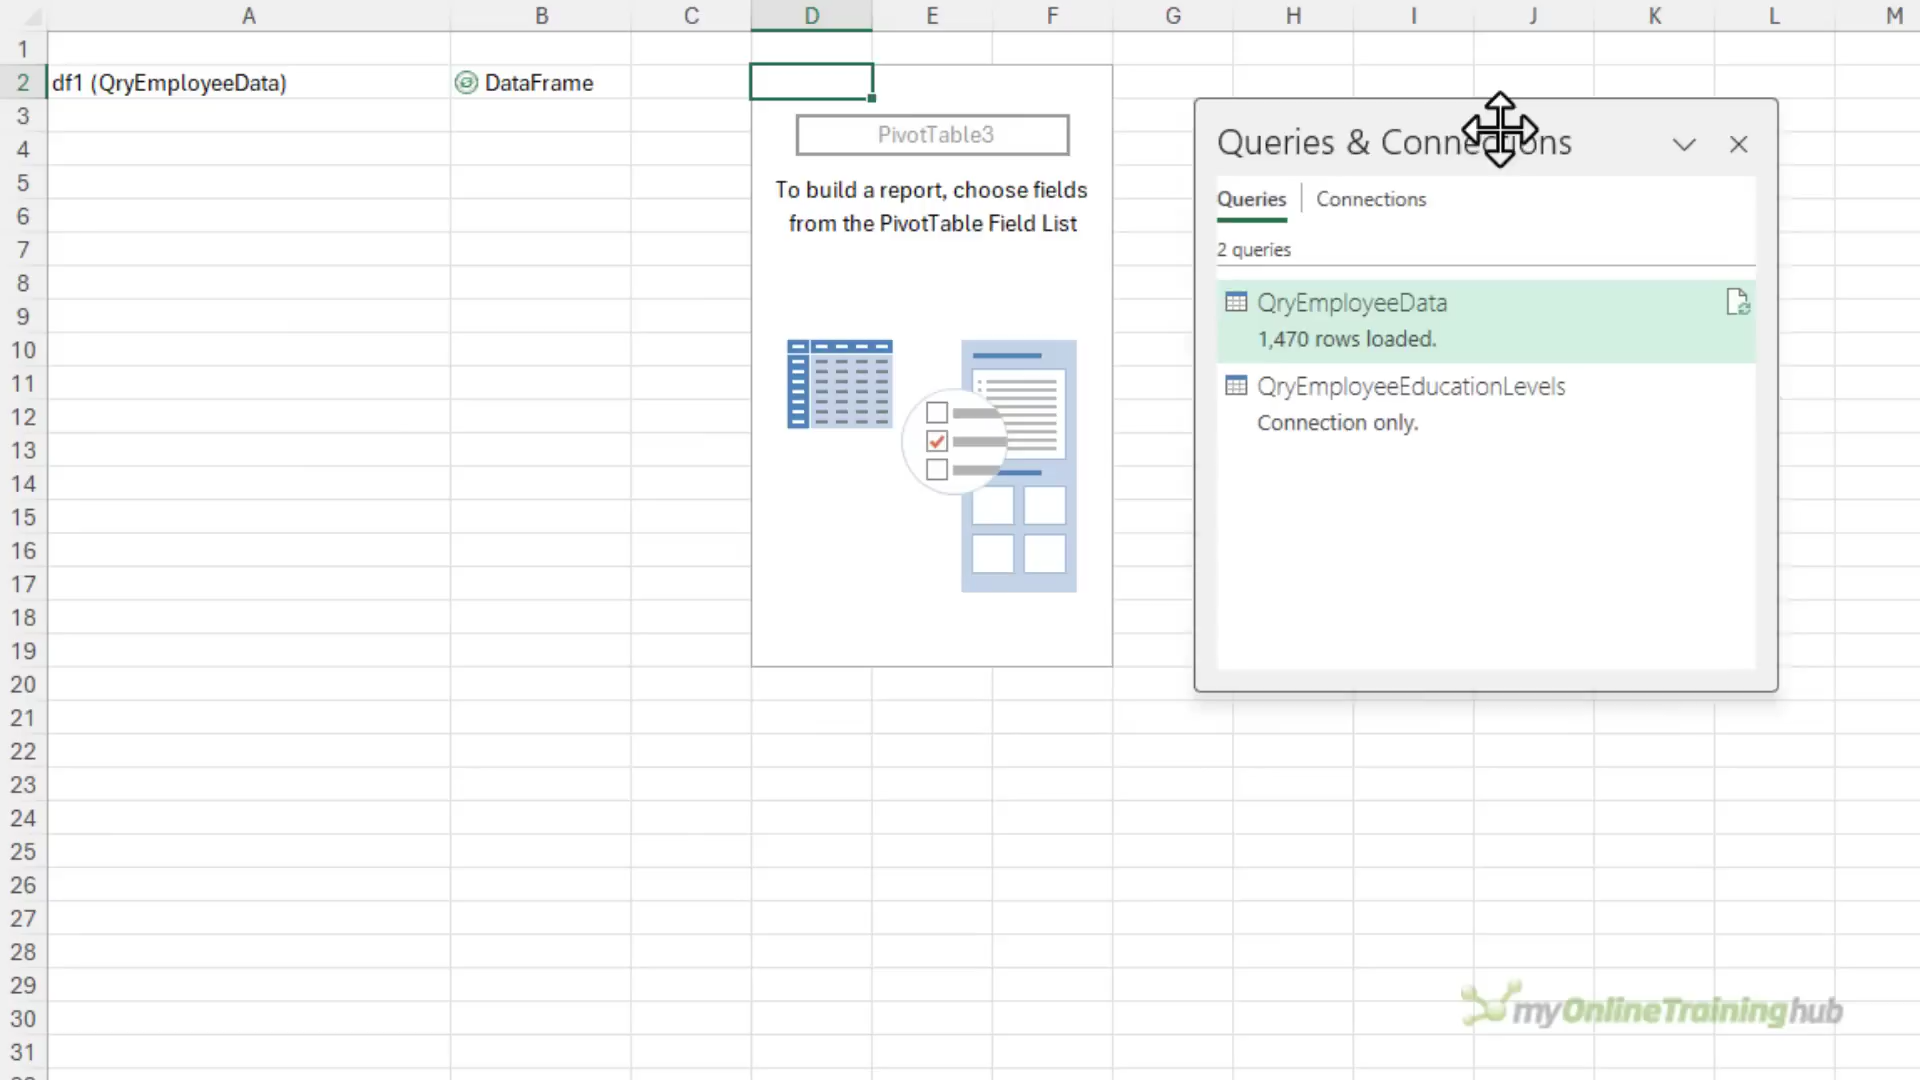 A B C D E F G H I J K L M
1
2 df1 (QryEmployeeData) DataFrame
3
4
5
6
7
8
9
10
11
12
13
14
15
16
17
18
19
20
21
22
23
24
25
26
27
28
29
30
31
PivotTable3
To build a report, choose fields
from the PivotTable Field List
Queries & Connections
Queries | Connections
2 queries
QryEmployeeData
1,470 rows loaded.
QryEmployeeEducationLevels
Connection only.
myOnlineTraininghub